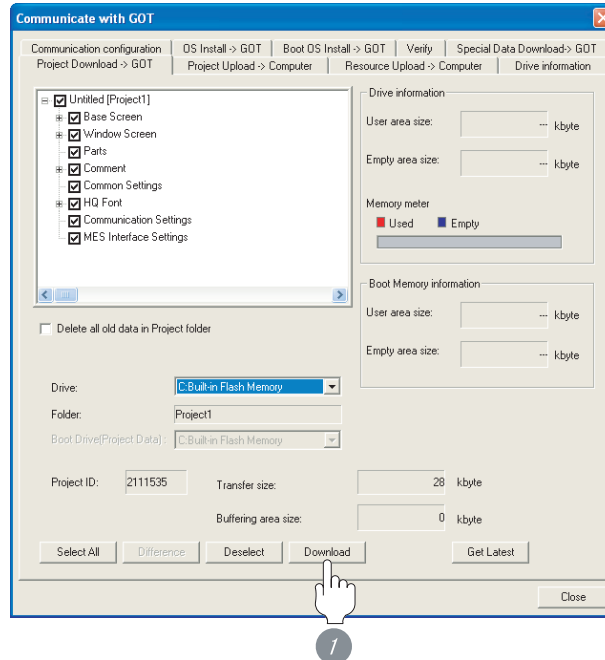 Communicate with GOT
Communication configuration | OS Install -> GOT | Boot OS Install -> GOT | Verify | Special Data Download-> GOT
Project Download -> GOT | Project Upload -> Computer | Resource Upload -> Computer | Drive information
Untitled [Project1]
Base Screen
Window Screen
Parts
Comment
Common Settings
HQ Font
Communication Settings
MES Interface Settings
Delete all old data in Project folder
Drive information
User area size: --- kbyte
Empty area size: --- kbyte
Memory meter
Used Empty
Boot Memory information
User area size: --- kbyte
Empty area size: --- kbyte
Drive: C:Built-in Flash Memory
Folder: Project1
Boot Drive(Project Data) : C:Built-in Flash Memory
Project ID: 2111535 Transfer size: 28 kbyte
Buffering area size: 0 kbyte
Select All Difference Deselect Download Get Latest
Close
1